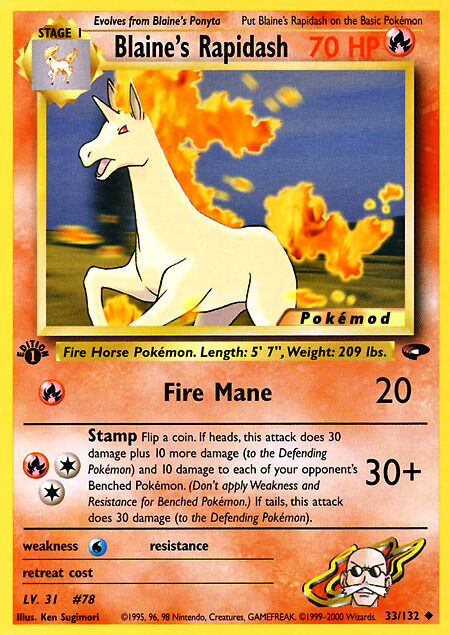 Evolves from Blaine's Ponyta Put Blaine's Rapidash on the Basic Pokémon
STAGE 1
Blaine's Rapidash 70 HP
Pokémod
EDITION
1
Fire Horse Pokémon. Length: 5' 7", Weight: 209 lbs.
Fire Mane 20
Stamp Flip a coin. If heads, this attack does 30
damage plus 10 more damage (to the Defending
Pokémon) and 10 damage to each of your opponent's
Benched Pokémon. (Don't apply Weakness and
Resistance for Benched Pokémon.) If tails, this attack
does 30 damage (to the Defending Pokémon).
30+
weakness resistance
retreat cost
LV. 31 #78
Illus. Ken Sugimori ©1995, 96, 98 Nintendo, Creatures, GAMEFREAK. ©1999-2000 Wizards. 33/132